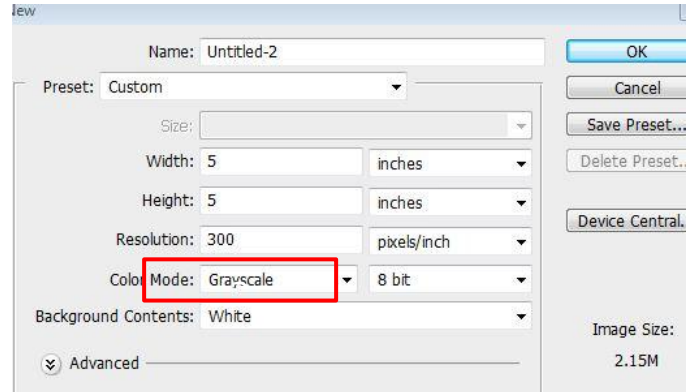 New
Name: Untitled-2
OK
Preset: Custom
Cancel
Size:
Save Preset...
Width: 5 inches
Delete Preset..
Height: 5 inches
Device Central.
Resolution: 300 pixels/inch
Color Mode: Grayscale 8 bit
Background Contents: White
Image Size:
Advanced
2.15M